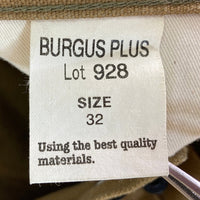 BURGUS PLUS
Lot 928
SIZE
32
Using the best quality
materials.